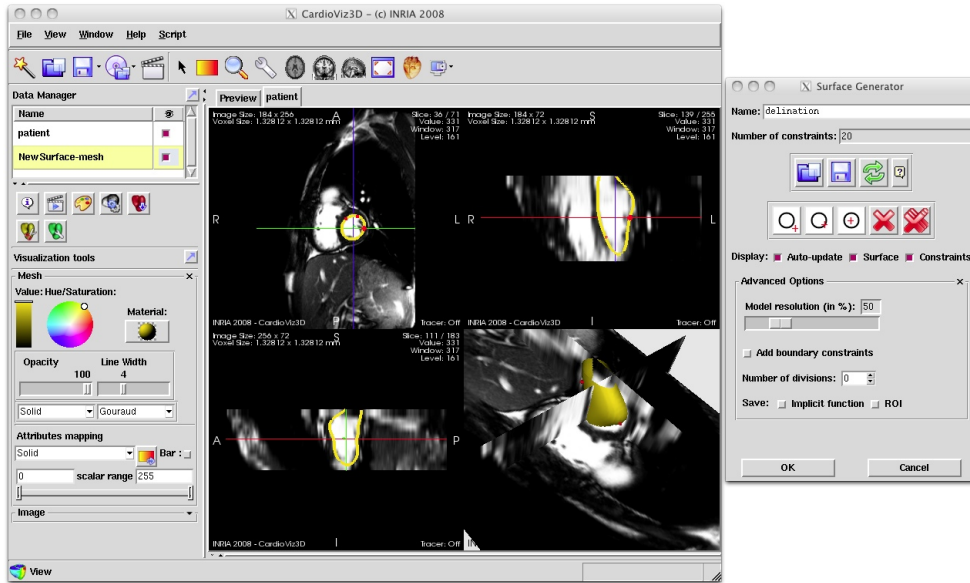 CardioViz3D - (c) INRIA 2008
File View Window Help Script
Data Manager
Name
patient
NewSurface-mesh
Visualization tools
Mesh
Value: Hue/Saturation:
Material:
Opacity Line Width
100 4
Solid Gouraud
Attributes mapping
Solid Bar :
0 scalar range 255
Image
View
Preview patient
Image Size: 184 x 256
Voxel Size: 1.32812 x 1.32812 mm
A
Slice: 36 / 71
Value: 331
Window: 317
Level: 161
R
L
INRIA 2008 - CardioViz3D
P
Tracer: Off
Image Size: 184 x 72
Voxel Size: 1.32812 x 1.32812 mm
S
Slice: 139 / 255
Value: 331
Window: 317
Level: 161
R
L
INRIA 2008 - CardioViz3D
I
Tracer: Off
Image Size: 256 x 72
Voxel Size: 1.32812 x 1.32812 mm
S
Slice: 111 / 183
Value: 331
Window: 317
Level: 161
A
P
INRIA 2008 - CardioViz3D
I
Tracer: Off
Surface Generator
Name: delination
Number of constraints: 20
Display: Auto-update Surface Constraints
Advanced Options
Model resolution (in %): 50
Add boundary constraints
Number of divisions: 0
Save: Implicit function ROI
OK Cancel